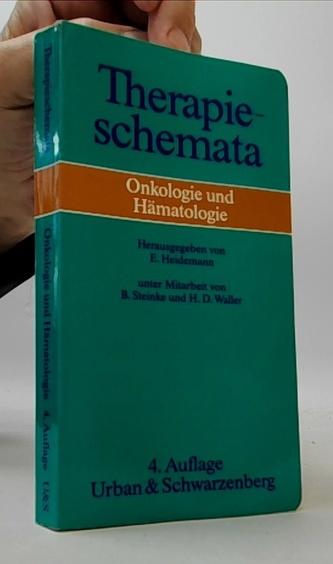 Therapie-
schemata
Onkologie und
Hämatologie
Herausgegeben von
E. Heidemann
unter Mitarbeit von
B. Steinke und H. D. Waller
4. Auflage
Urban & Schwarzenberg
Therapieschemata
Onkologie und Hämatologie
4. Auflage
U&S